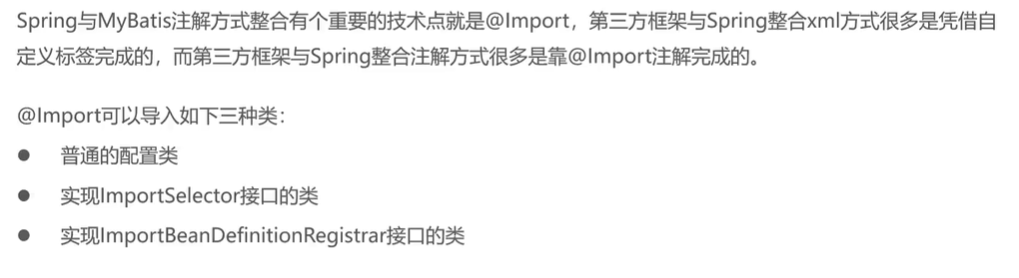 Spring与MyBatis注解方式整合有个重要的技术点就是@Import，第三方框架与Spring整合xml方式很多是凭借自
定义标签完成的，而第三方框架与Spring整合注解方式很多是靠@Import注解完成的。
@Import可以导入如下三种类：
● 普通的配置类
● 实现ImportSelector接口的类
● 实现ImportBeanDefinitionRegistrar接口的类